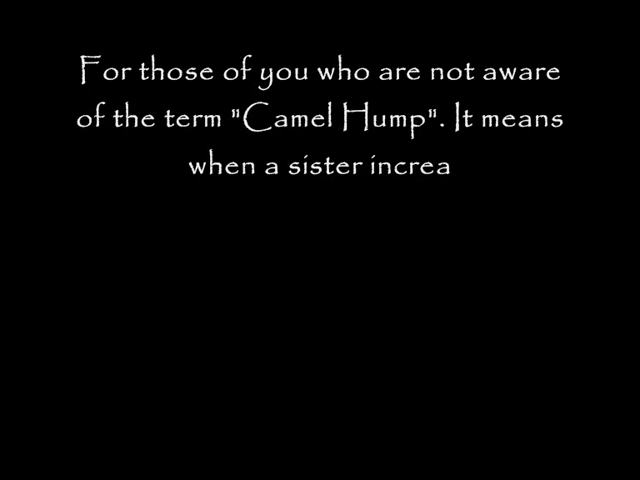 For those of you who are not aware
of the term "Camel Hump". It means
when a sister increa